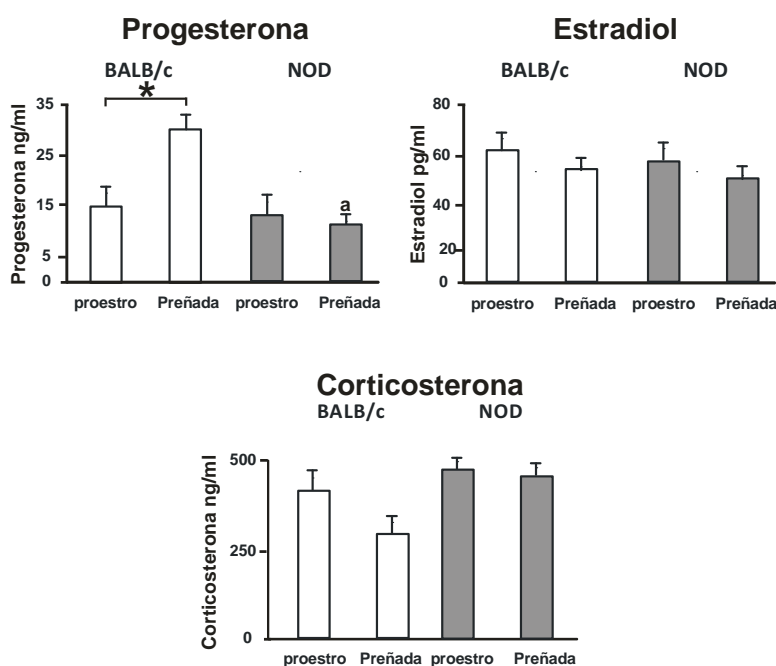 Progesterona
BALB/c NOD
*
Progesterona ng/ml
35
25
15
5
0
a
proestro Preñada proestro Preñada
Estradiol
BALB/c NOD
Estradiol pg/ml
80
60
40
20
0
proestro Preñada proestro Preñada
Corticosterona
BALB/c NOD
Corticosterona ng/ml
500
250
0
proestro Preñada proestro Preñada